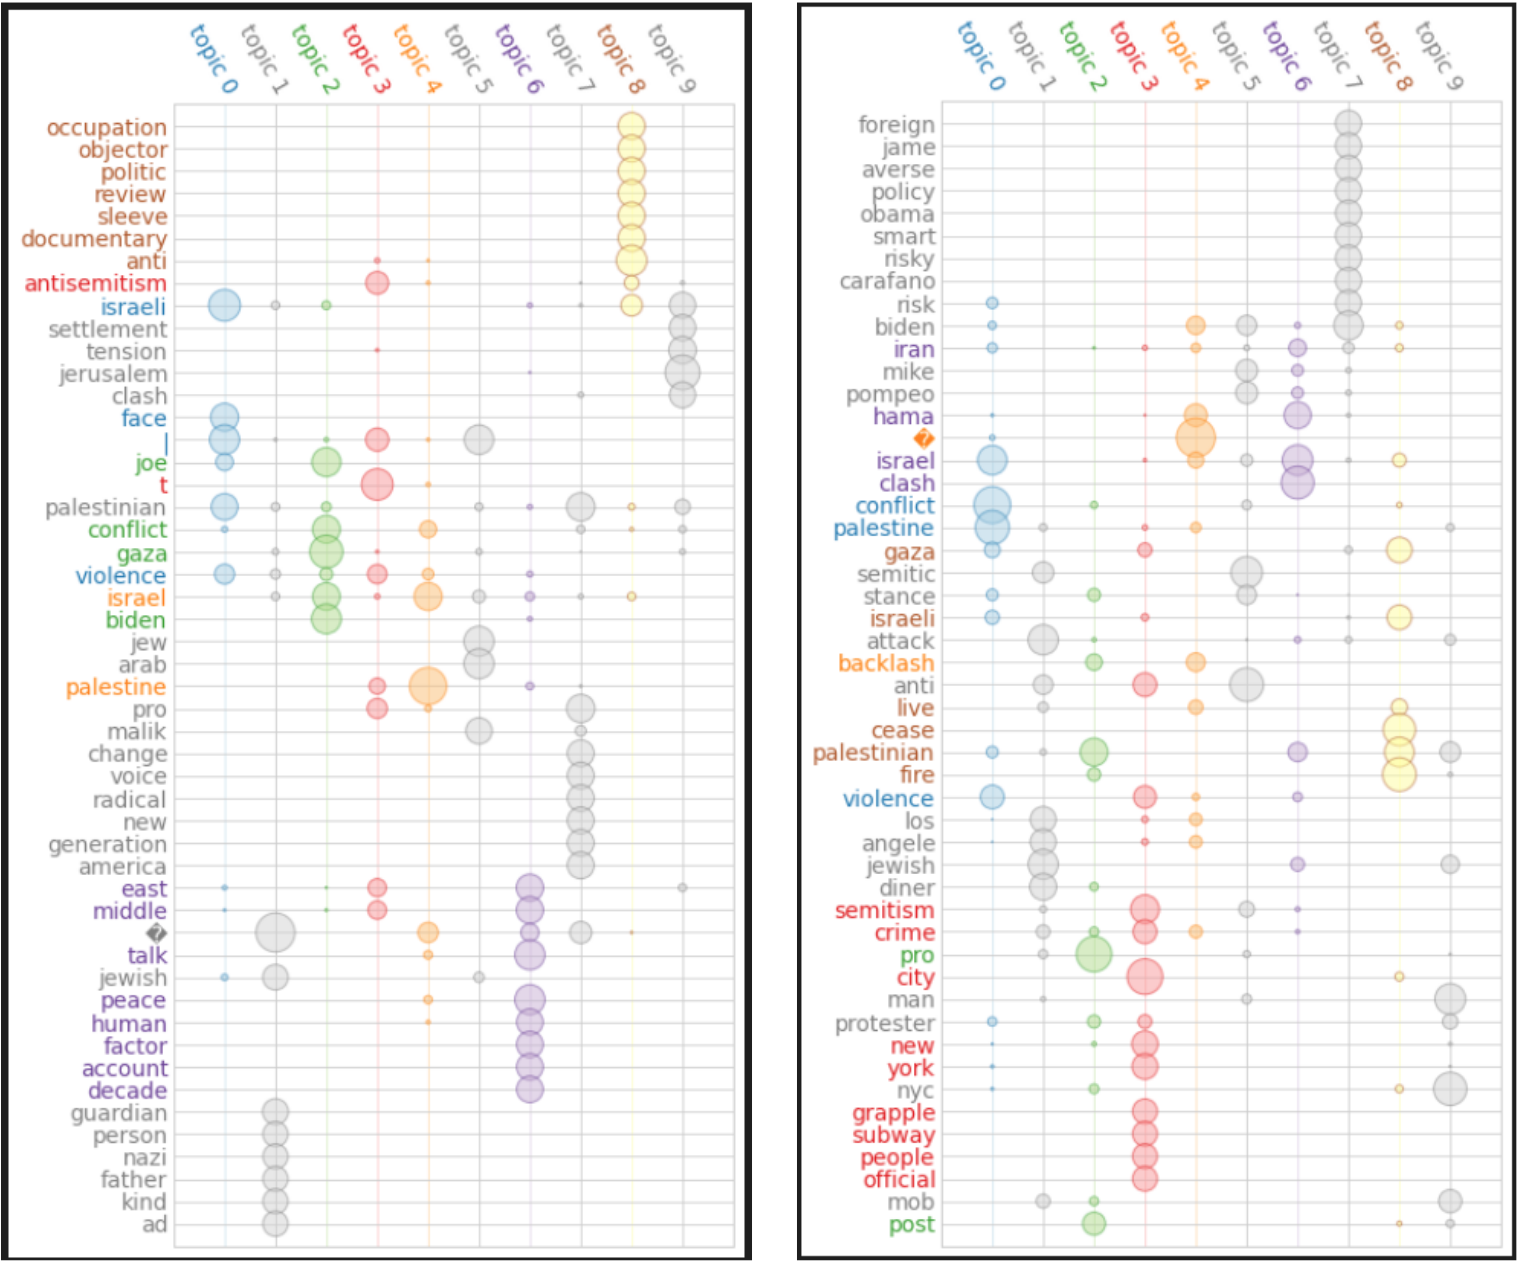 topic 0 topic 1 topic 2 topic 3 topic 4 topic 5 topic 6 topic 7 topic 8 topic 9
occupation
objector
politic
review
sleeve
documentary
anti
antisemitism
israeli
settlement
tension
jerusalem
clash
face
|
joe
t
palestinian
conflict
gaza
violence
israel
biden
jew
arab
palestine
pro
malik
change
voice
radical
new
generation
america
east
middle
�
talk
jewish
peace
human
factor
account
decade
guardian
person
nazi
father
kind
ad
topic 0 topic 1 topic 2 topic 3 topic 4 topic 5 topic 6 topic 7 topic 8 topic 9
foreign
jame
averse
policy
obama
smart
risky
carafano
risk
biden
iran
mike
pompeo
hama
�
israel
clash
conflict
palestine
gaza
semitic
stance
israeli
attack
backlash
anti
live
cease
palestinian
fire
violence
los
angele
jewish
diner
semitism
crime
pro
city
man
protester
new
york
nyc
grapple
subway
people
official
mob
post